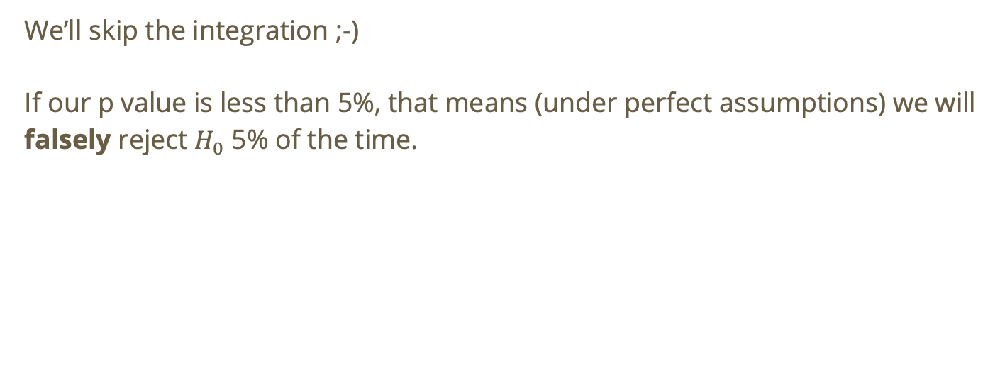 We’ll skip the integration ;-)
If our p value is less than 5%, that means (under perfect assumptions) we will
falsely reject H₀ 5% of the time.